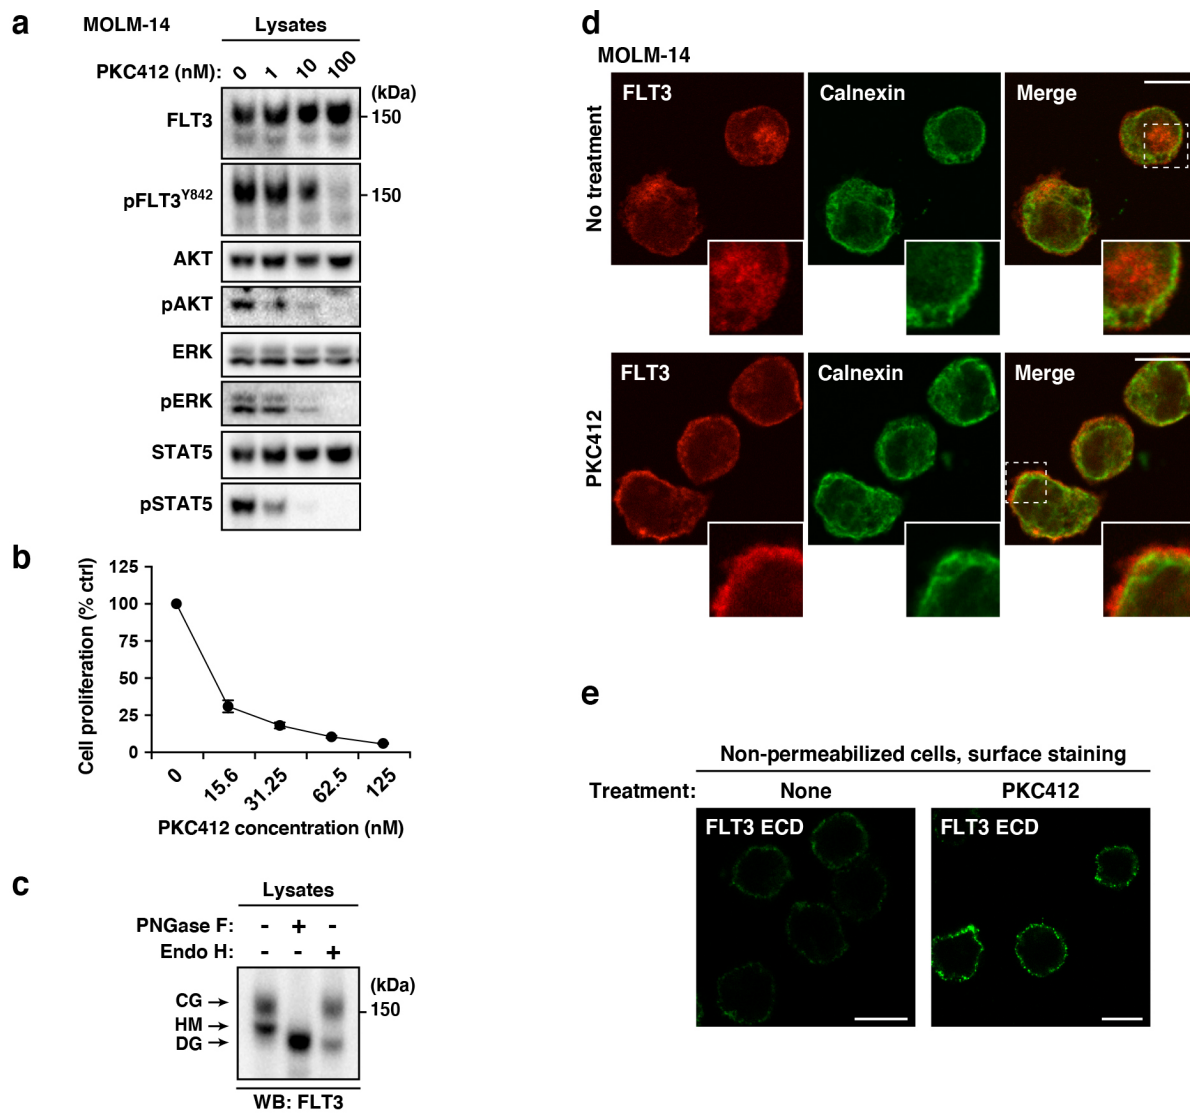 a
MOLM-14
Lysates
PKC412 (nM): 0 1 10 100
(kDa)
FLT3
150
pFLT3Y842
150
AKT
pAKT
ERK
pERK
STAT5
pSTAT5
b
Cell proliferation (% ctrl)
125
100
75
50
25
0
0 15.6 31.25 62.5 125
PKC412 concentration (nM)
c
Lysates
PNGase F: - + -
Endo H: - - +
(kDa)
CG
150
HM
DG
WB: FLT3
d
MOLM-14
No treatment
FLT3 Calnexin Merge
PKC412
FLT3 Calnexin Merge
e
Non-permeabilized cells, surface staining
Treatment: None PKC412
FLT3 ECD FLT3 ECD